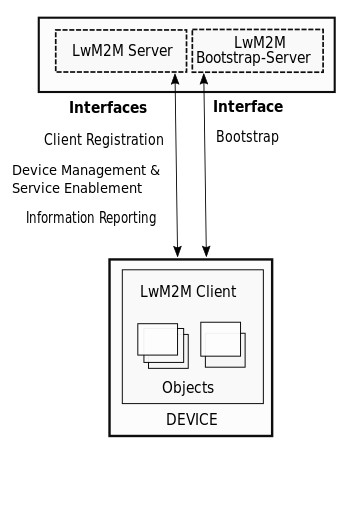 LwM2M Server
LwM2M
Bootstrap-Server
Interfaces
Interface
Client Registration
Bootstrap
Device Management &
Service Enablement
Information Reporting
LwM2M Client
Objects
DEVICE